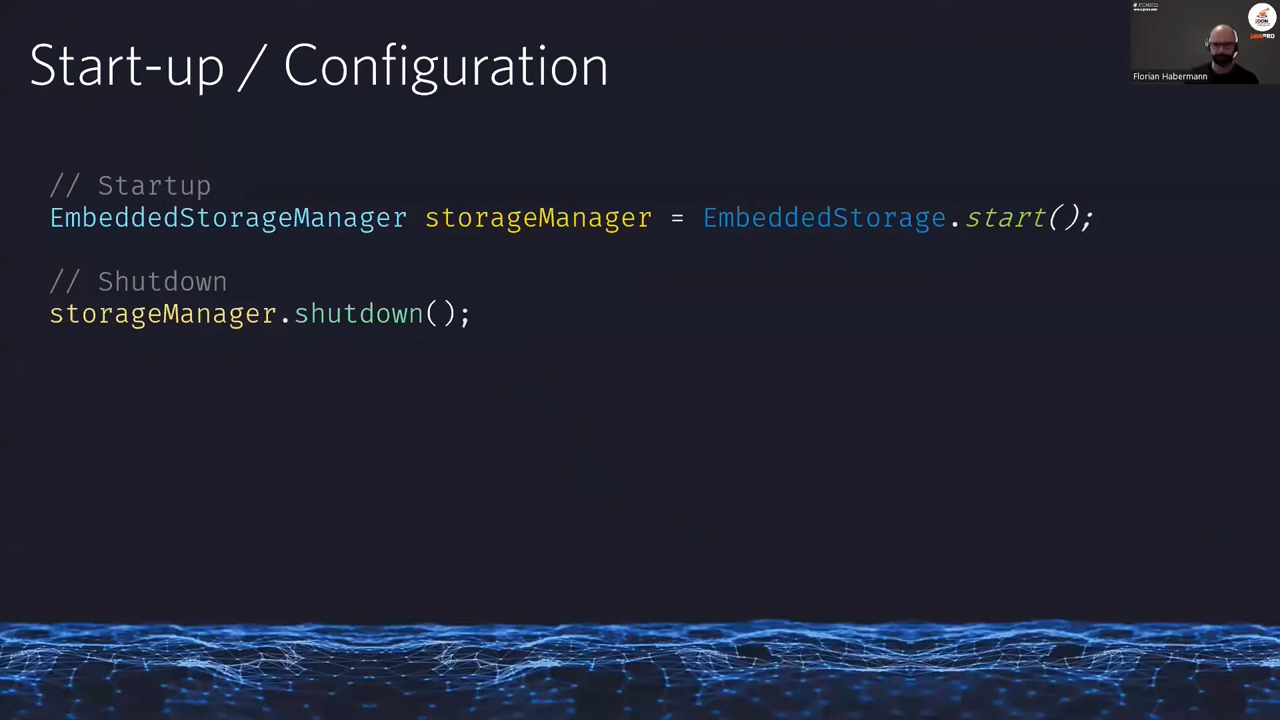 Start-up / Configuration
Florian Habermann
// Startup
EmbeddedStorageManager storageManager = EmbeddedStorage.start();
// Shutdown
storageManager.shutdown();